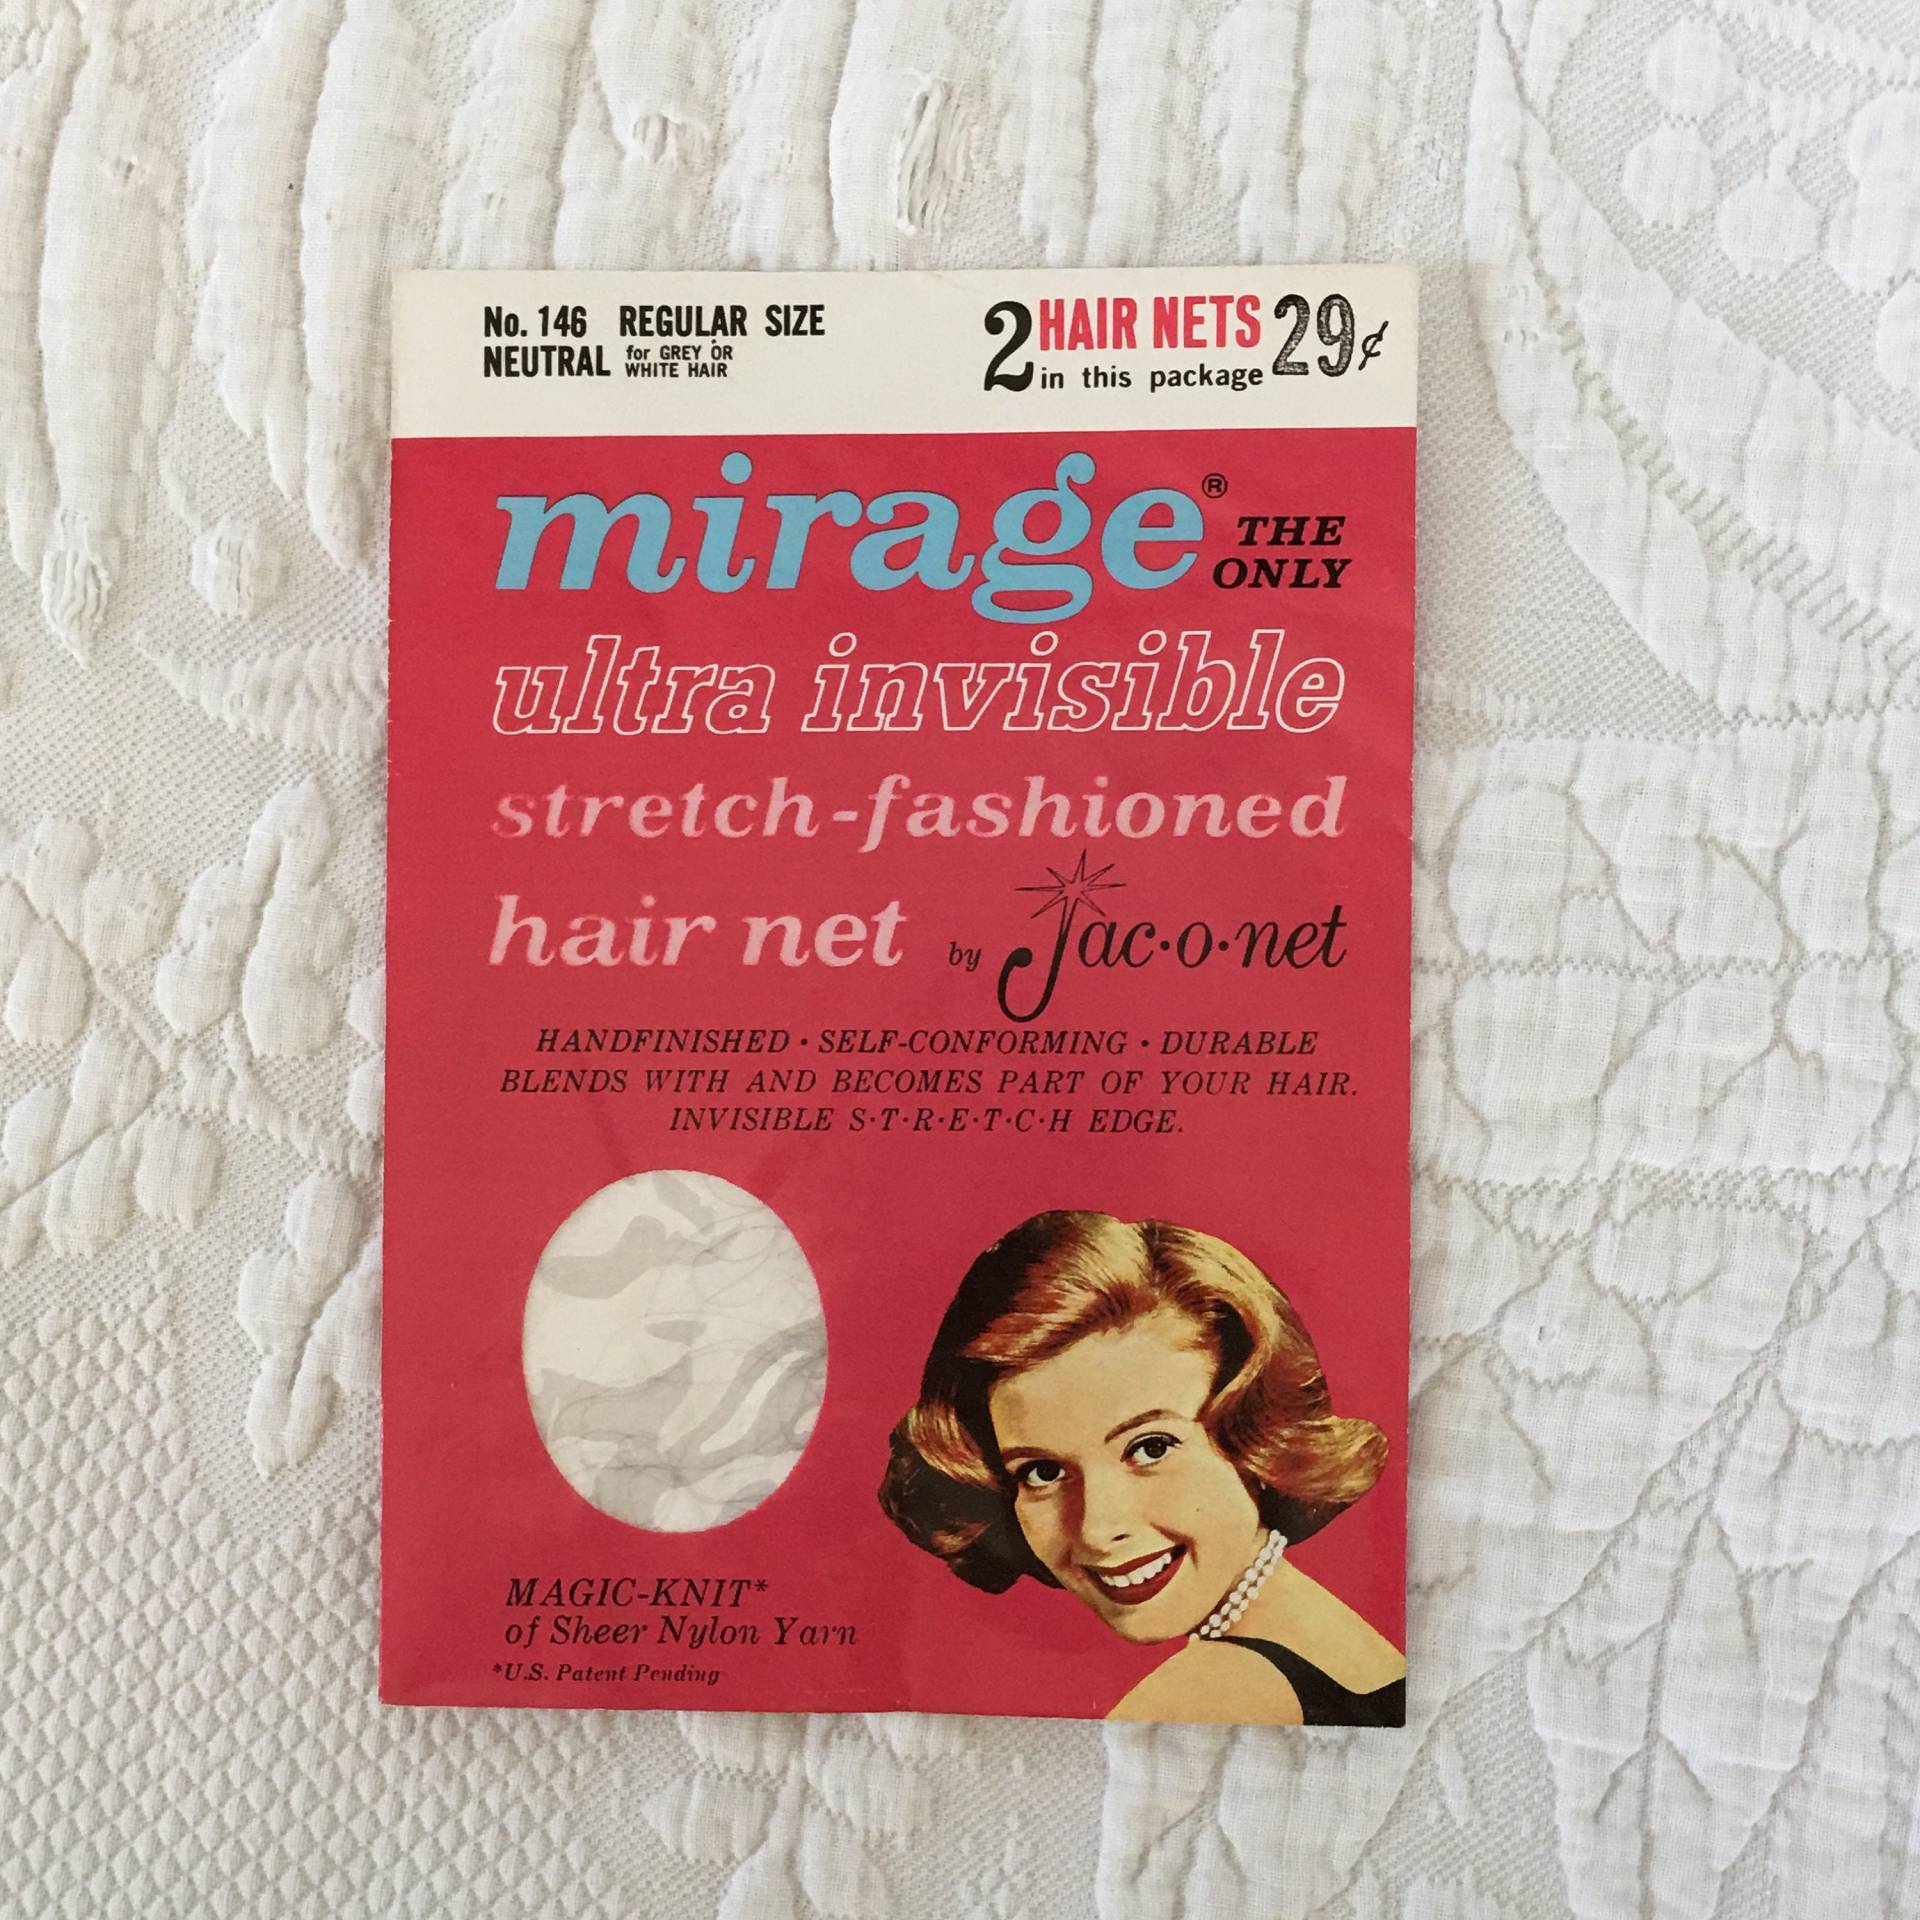 No. 146 REGULAR SIZE
NEUTRAL for GREY OR
WHITE HAIR
2 HAIR NETS 29¢
in this package
mirage® THE
ONLY
ultra invisible
stretch-fashioned
hair net by Jac·o·net
HANDFINISHED · SELF-CONFORMING · DURABLE
BLENDS WITH AND BECOMES PART OF YOUR HAIR.
INVISIBLE S·T·R·E·T·C·H EDGE.
MAGIC-KNIT*
of Sheer Nylon Yarn
*U.S. Patent Pending